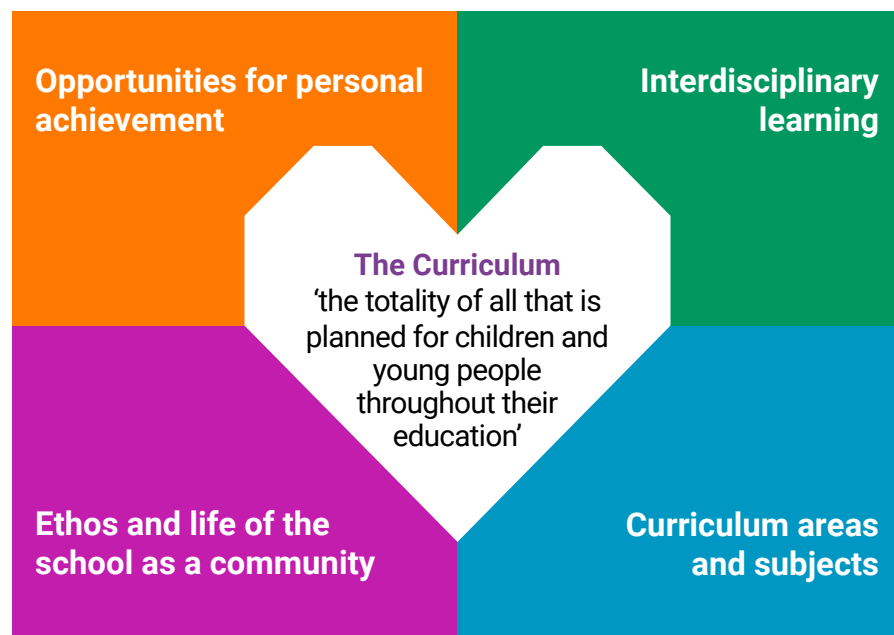 Opportunities for personal
achievement
Interdisciplinary
learning
The Curriculum
‘the totality of all that is
planned for children and
young people
throughout their
education’
Ethos and life of the
school as a community
Curriculum areas
and subjects